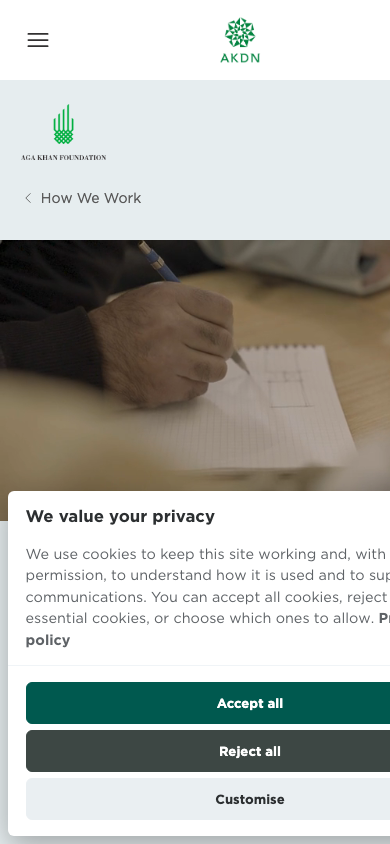 AKDN
AGA KHAN FOUNDATION
How We Work
We value your privacy
We use cookies to keep this site working and, with
permission, to understand how it is used and to
communications. You can accept all cookies, reject
essential cookies, or choose which ones to allow.
policy
Accept all
Reject all
Customise